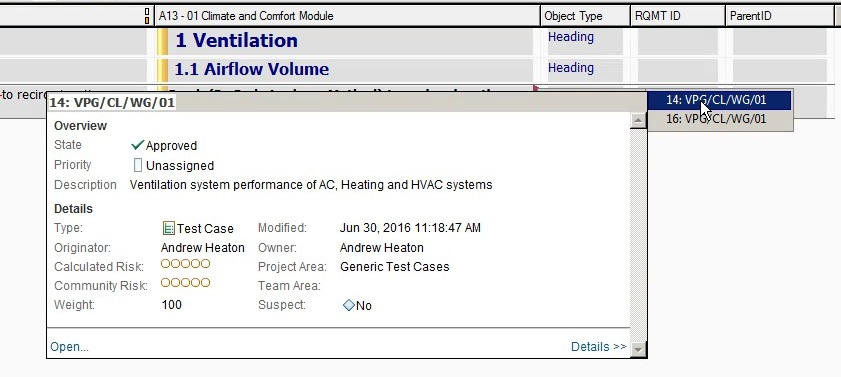 A13 - 01 Climate and Comfort Module Object Type RQMT ID ParentID
1 Ventilation Heading
1.1 Airflow Volume Heading
to
14: VPG/CL/WG/01
14: VPG/CL/WG/01
16: VPG/CL/WG/01
Overview
State Approved
Priority Unassigned
Description Ventilation system performance of AC, Heating and HVAC systems
Details
Type: Test Case Modified: Jun 30, 2016 11:18:47 AM
Originator: Andrew Heaton Owner: Andrew Heaton
Calculated Risk: Project Area: Generic Test Cases
Community Risk: Team Area:
Weight: 100 Suspect: No
Open... Details >>